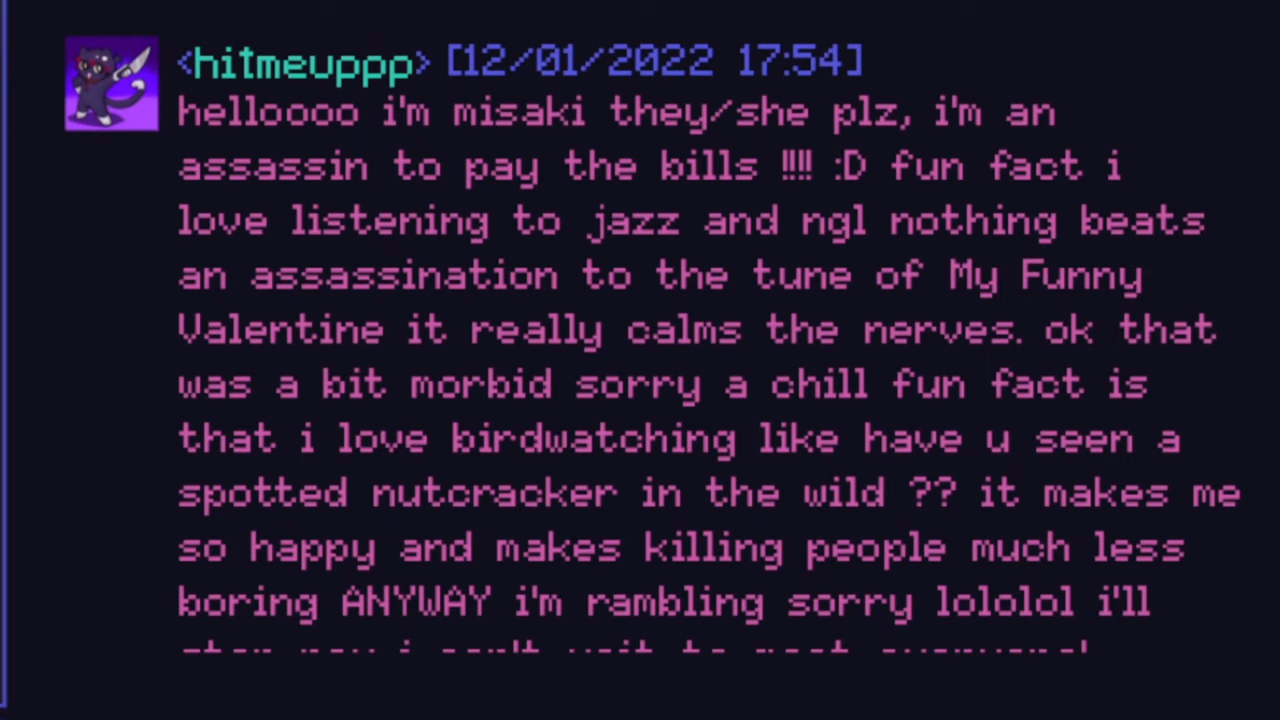 <hitmeuppp> [12/01/2022 17:54]
helloooo i'm misaki they/she plz, i'm an
assassin to pay the bills !!!! :D fun fact i
love listening to jazz and ngl nothing beats
an assassination to the tune of My Funny
Valentine it really calms the nerves. ok that
was a bit morbid sorry a chill fun fact is
that i love birdwatching like have u seen a
spotted nutcracker in the wild ?? it makes me
so happy and makes killing people much less
boring ANYWAY i'm rambling sorry lololol i'll